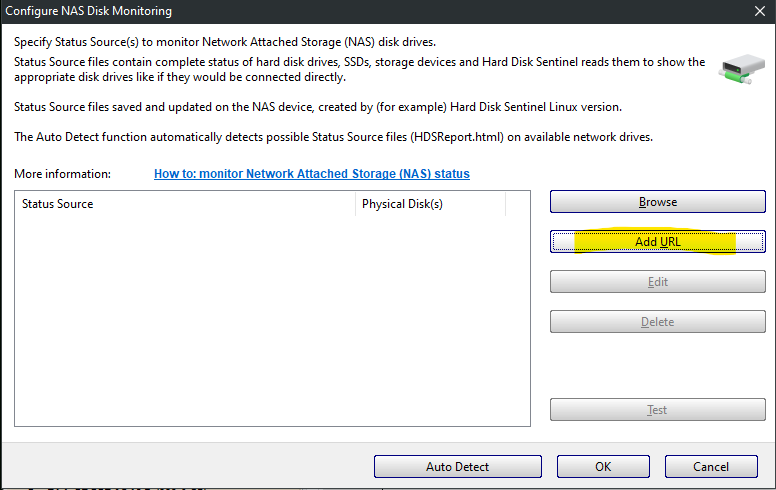 Configure NAS Disk Monitoring
Specify Status Source(s) to monitor Network Attached Storage (NAS) disk drives.
Status Source files contain complete status of hard disk drives, SSDs, storage devices and Hard Disk Sentinel reads them to show the
appropriate disk drives like if they would be connected directly.
Status Source files saved and updated on the NAS device, created by (for example) Hard Disk Sentinel Linux version.
The Auto Detect function automatically detects possible Status Source files (HDSReport.html) on available network drives.
More information: How to: monitor Network Attached Storage (NAS) status
Status Source Physical Disk(s)
Browse
Add URL
Edit
Delete
Test
Auto Detect OK Cancel